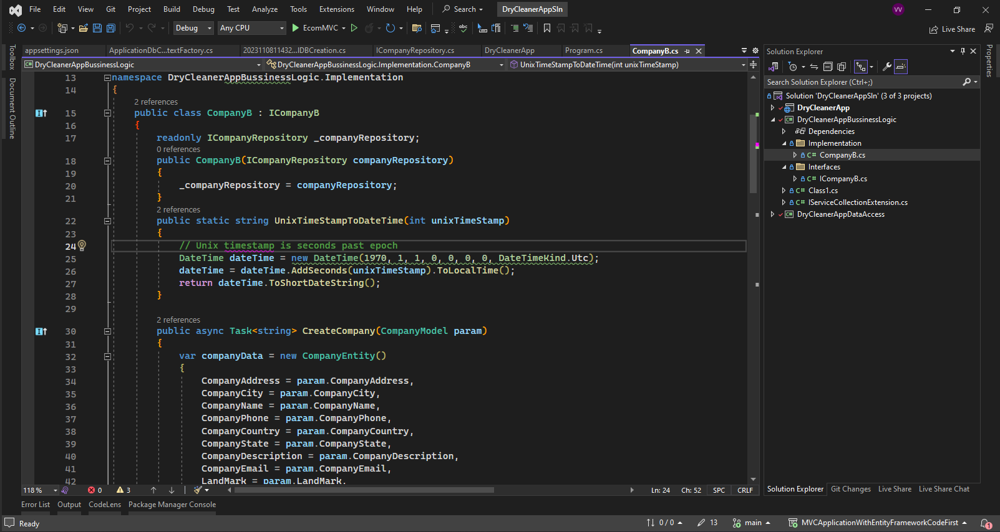 File Edit View Git Project Build Debug Test Analyze Tools Extensions Window Help Search DryCleanerAppSln VV
Debug Any CPU EcomMVC abc Live Share
Toolbox
Document Outline
appsettings.json ApplicationDbC...textFactory.cs 2023110811432...IDBCreation.cs ICompanyRepository.cs DryCleanerApp Program.cs CompanyB.cs
DryCleanerAppBussinessLogic DryCleanerAppBussinessLogic.Implementation.CompanyB UnixTimeStampToDateTime(int unixTimeStamp)
13 namespace DryCleanerAppBussinessLogic.Implementation
14 {
2 references
15 public class CompanyB : ICompanyB
16 {
17 readonly ICompanyRepository _companyRepository;
0 references
18 public CompanyB(ICompanyRepository companyRepository)
19 {
20 _companyRepository = companyRepository;
21 }
2 references
22 public static string UnixTimeStampToDateTime(int unixTimeStamp)
23 {
24 // Unix timestamp is seconds past epoch
25 DateTime dateTime = new DateTime(1970, 1, 1, 0, 0, 0, 0, DateTimeKind.Utc);
26 dateTime = dateTime.AddSeconds(unixTimeStamp).ToLocalTime();
27 return dateTime.ToShortDateString();
28 }
29
2 references
30 public async Task<string> CreateCompany(CompanyModel param)
31 {
32 var companyData = new CompanyEntity()
33 {
34 CompanyAddress = param.CompanyAddress,
35 CompanyCity = param.CompanyCity,
36 CompanyName = param.CompanyName,
37 CompanyPhone = param.CompanyPhone,
38 CompanyCountry = param.CompanyCountry,
39 CompanyState = param.CompanyState,
40 CompanyDescription = param.CompanyDescription,
41 CompanyEmail = param.CompanyEmail,
42 LandMark = param.LandMark,
118 % 0 3 Ln: 24 Ch: 52 SPC CRLF
Error List Output CodeLens Package Manager Console
Solution Explorer
Search Solution Explorer (Ctrl+;)
Solution 'DryCleanerAppSln' (3 of 3 projects)
DryCleanerApp
C# DryCleanerAppBussinessLogic
Dependencies
Implementation
C# CompanyB.cs
Interfaces
C# ICompanyB.cs
C# Class1.cs
C# IServiceCollectionExtension.cs
C# DryCleanerAppDataAccess
Solution Explorer Git Changes Live Share Live Share Chat
Properties
Ready 0 / 0 13 main MVCApplicationWithEntityFrameworkCodeFirst 1